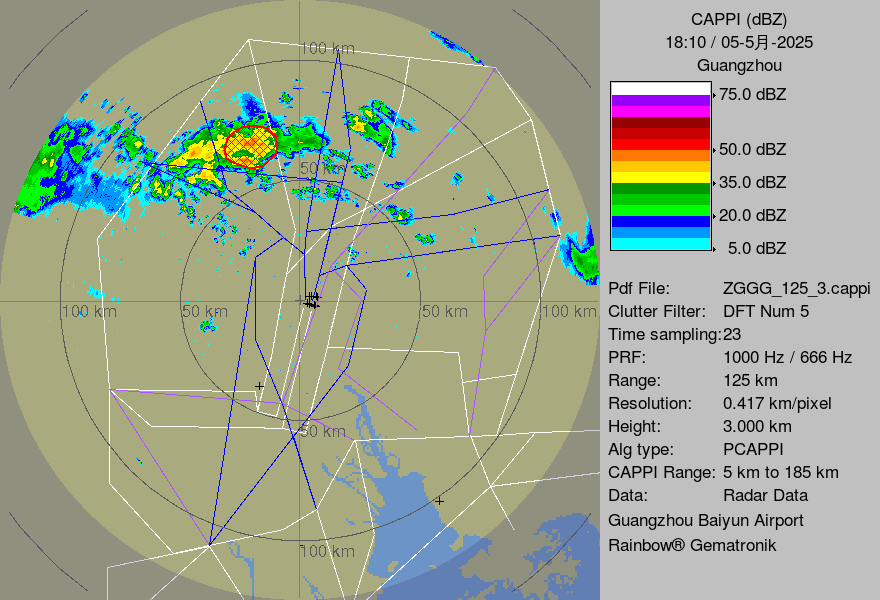 CAPPI (dBZ)
18:10 / 05-5月-2025
Guangzhou
75.0 dBZ
50.0 dBZ
35.0 dBZ
20.0 dBZ
5.0 dBZ
Pdf File: ZGGG_125_3.cappi
Clutter Filter: DFT Num 5
Time sampling:23
PRF: 1000 Hz / 666 Hz
Range: 125 km
Resolution: 0.417 km/pixel
Height: 3.000 km
Alg type: PCAPPI
CAPPI Range: 5 km to 185 km
Data: Radar Data
Guangzhou Baiyun Airport
Rainbow® Gematronik
100 km
50 km
100 km
50 km
50 km
100 km
50 km
100 km